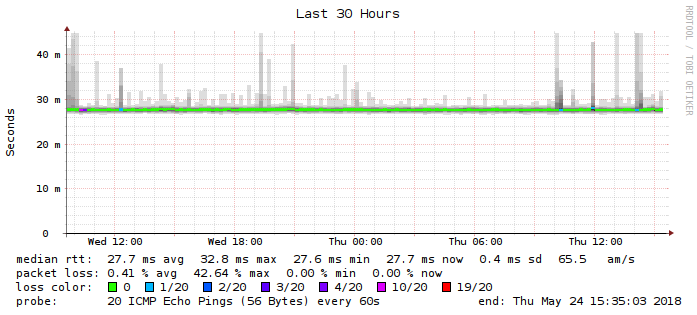 Last 30 Hours
RRDTOOL / TOBI OETIKER
Seconds
40 m
30 m
20 m
10 m
0
Wed 12:00 Wed 18:00 Thu 00:00 Thu 06:00 Thu 12:00
median rtt: 27.7 ms avg 32.8 ms max 27.6 ms min 27.7 ms now 0.4 ms sd 65.5 am/s
packet loss: 0.41 % avg 42.64 % max 0.00 % min 0.00 % now
loss color: 0 1/20 2/20 3/20 4/20 10/20 19/20
probe: 20 ICMP Echo Pings (56 Bytes) every 60s end: Thu May 24 15:35:03 2018